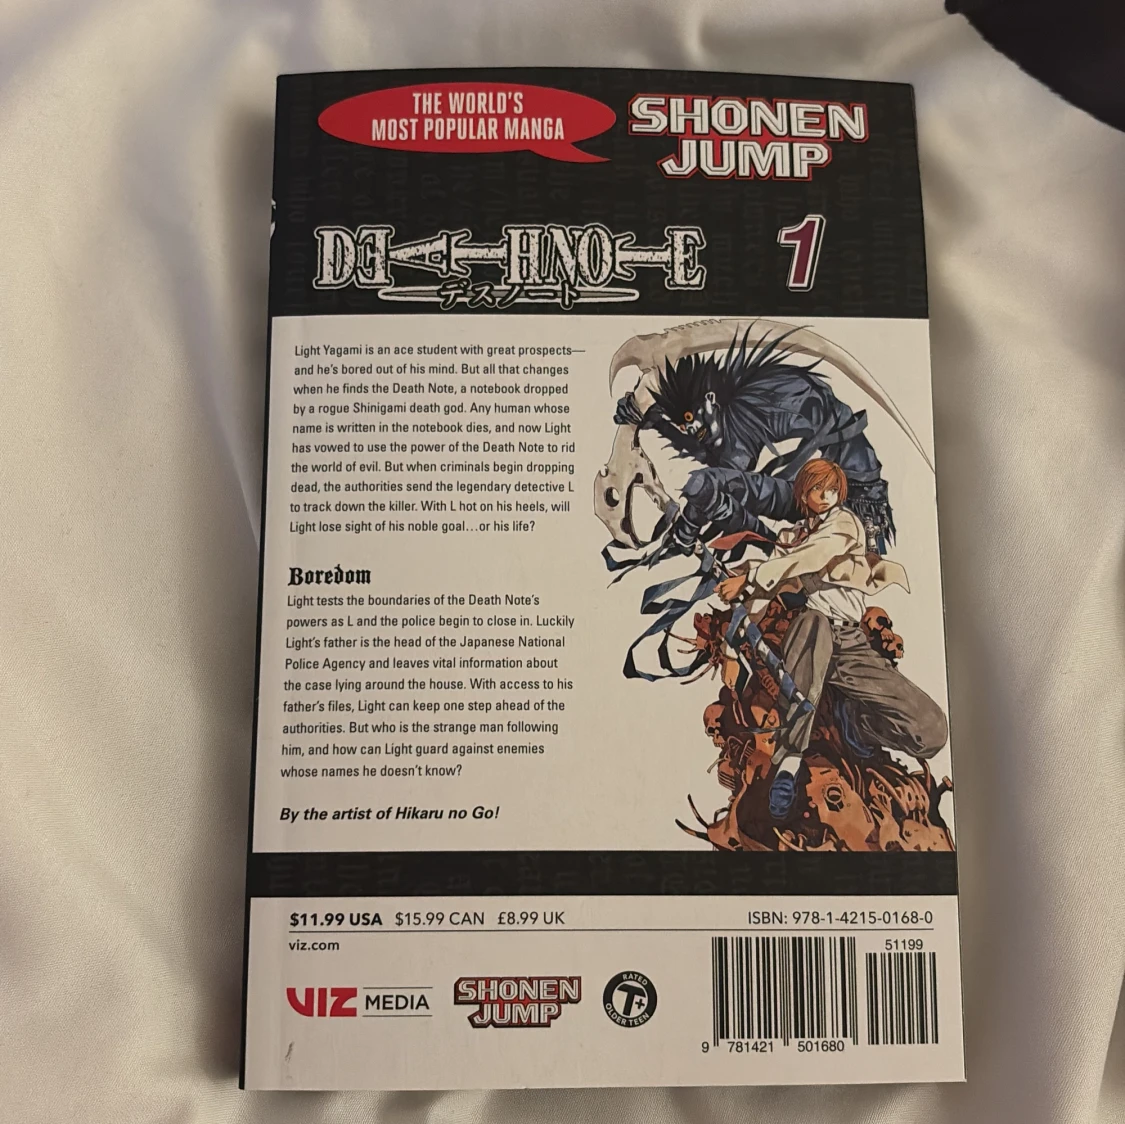 THE WORLD'S
MOST POPULAR MANGA
SHONEN
JUMP
DEATH NOTE
デスノート
1
Light Yagami is an ace student with great prospects—
and he's bored out of his mind. But all that changes
when he finds the Death Note, a notebook dropped
by a rogue Shinigami death god. Any human whose
name is written in the notebook dies, and now Light
has vowed to use the power of the Death Note to rid
the world of evil. But when criminals begin dropping
dead, the authorities send the legendary detective L
to track down the killer. With L hot on his heels, will
Light lose sight of his noble goal...or his life?
Boredom
Light tests the boundaries of the Death Note's
powers as L and the police begin to close in. Luckily
Light's father is the head of the Japanese National
Police Agency and leaves vital information about
the case lying around the house. With access to his
father's files, Light can keep one step ahead of the
authorities. But who is the strange man following
him, and how can Light guard against enemies
whose names he doesn't know?
By the artist of Hikaru no Go!
$11.99 USA $15.99 CAN £8.99 UK
ISBN: 978-1-4215-0168-0
viz.com
51199
VIZ MEDIA
SHONEN
JUMP
RATED
T+
OLDER TEEN
9 781421 501680